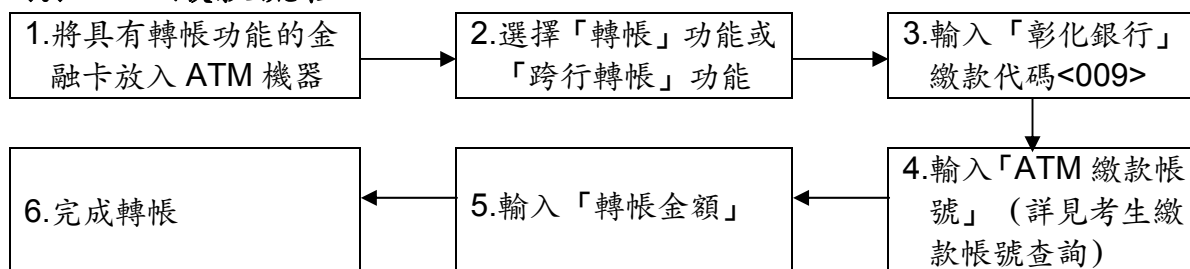 1.將具有轉帳功能的金
融卡放入 ATM 機器
2.選擇「轉帳」功能或
「跨行轉帳」功能
3.輸入「彰化銀行」
繳款代碼<009>
4.輸入「ATM 繳款帳
號」（詳見考生繳
款帳號查詢）
5.輸入「轉帳金額」
6.完成轉帳